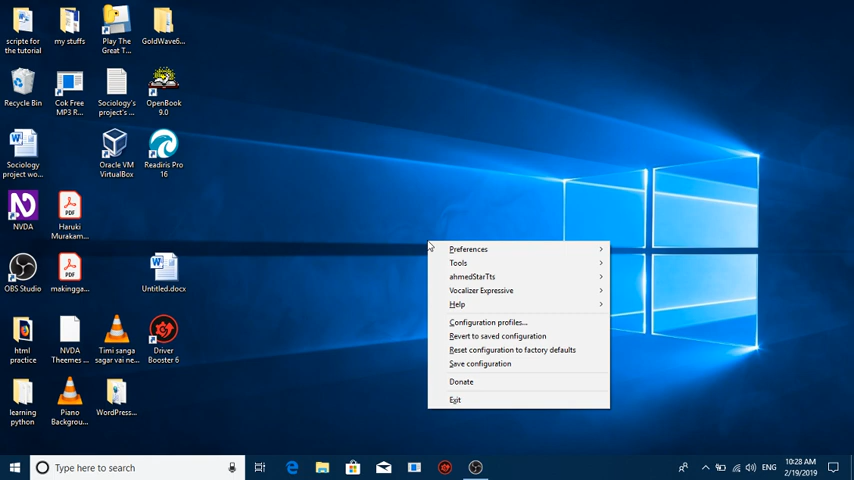 scripte for
the tutorial
my stuffs
Play The
Great T...
GoldWave6...
Recycle Bin
Cok Free
MP3 R...
Sociology's
project's ...
OpenBook
9.0
Sociology
project wo...
Oracle VM
VirtualBox
Readiris Pro
16
NVDA
PDF
Haruki
Murakam...
OBS Studio
PDF
makingga...
Untitled.docx
html
practice
NVDA
Theemes ...
Timi sanga
sagar vai ne...
Driver
Booster 6
learning
python
Piano
Backgrou...
WordPress...
Preferences
Tools
ahmedStarTts
Vocalizer Expressive
Help
Configuration profiles...
Revert to saved configuration
Reset configuration to factory defaults
Save configuration
Donate
Exit
Type here to search
ENG
10:28 AM
2/19/2019